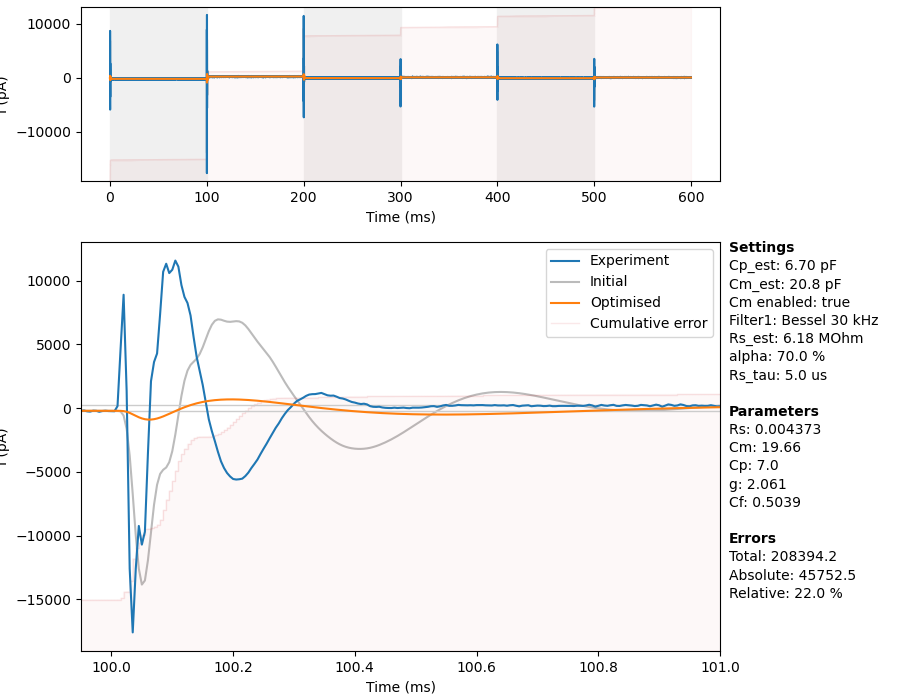 10000
0
−10000
I (pA)
0 100 200 300 400 500 600
Time (ms)
10000
5000
0
−5000
−10000
−15000
I (pA)
100.0 100.2 100.4 100.6 100.8 101.0
Time (ms)
Experiment
Initial
Optimised
Cumulative error
Settings
Cp_est: 6.70 pF
Cm_est: 20.8 pF
Cm enabled: true
Filter1: Bessel 30 kHz
Rs_est: 6.18 MOhm
alpha: 70.0 %
Rs_tau: 5.0 us
Parameters
Rs: 0.004373
Cm: 19.66
Cp: 7.0
g: 2.061
Cf: 0.5039
Errors
Total: 208394.2
Absolute: 45752.5
Relative: 22.0 %